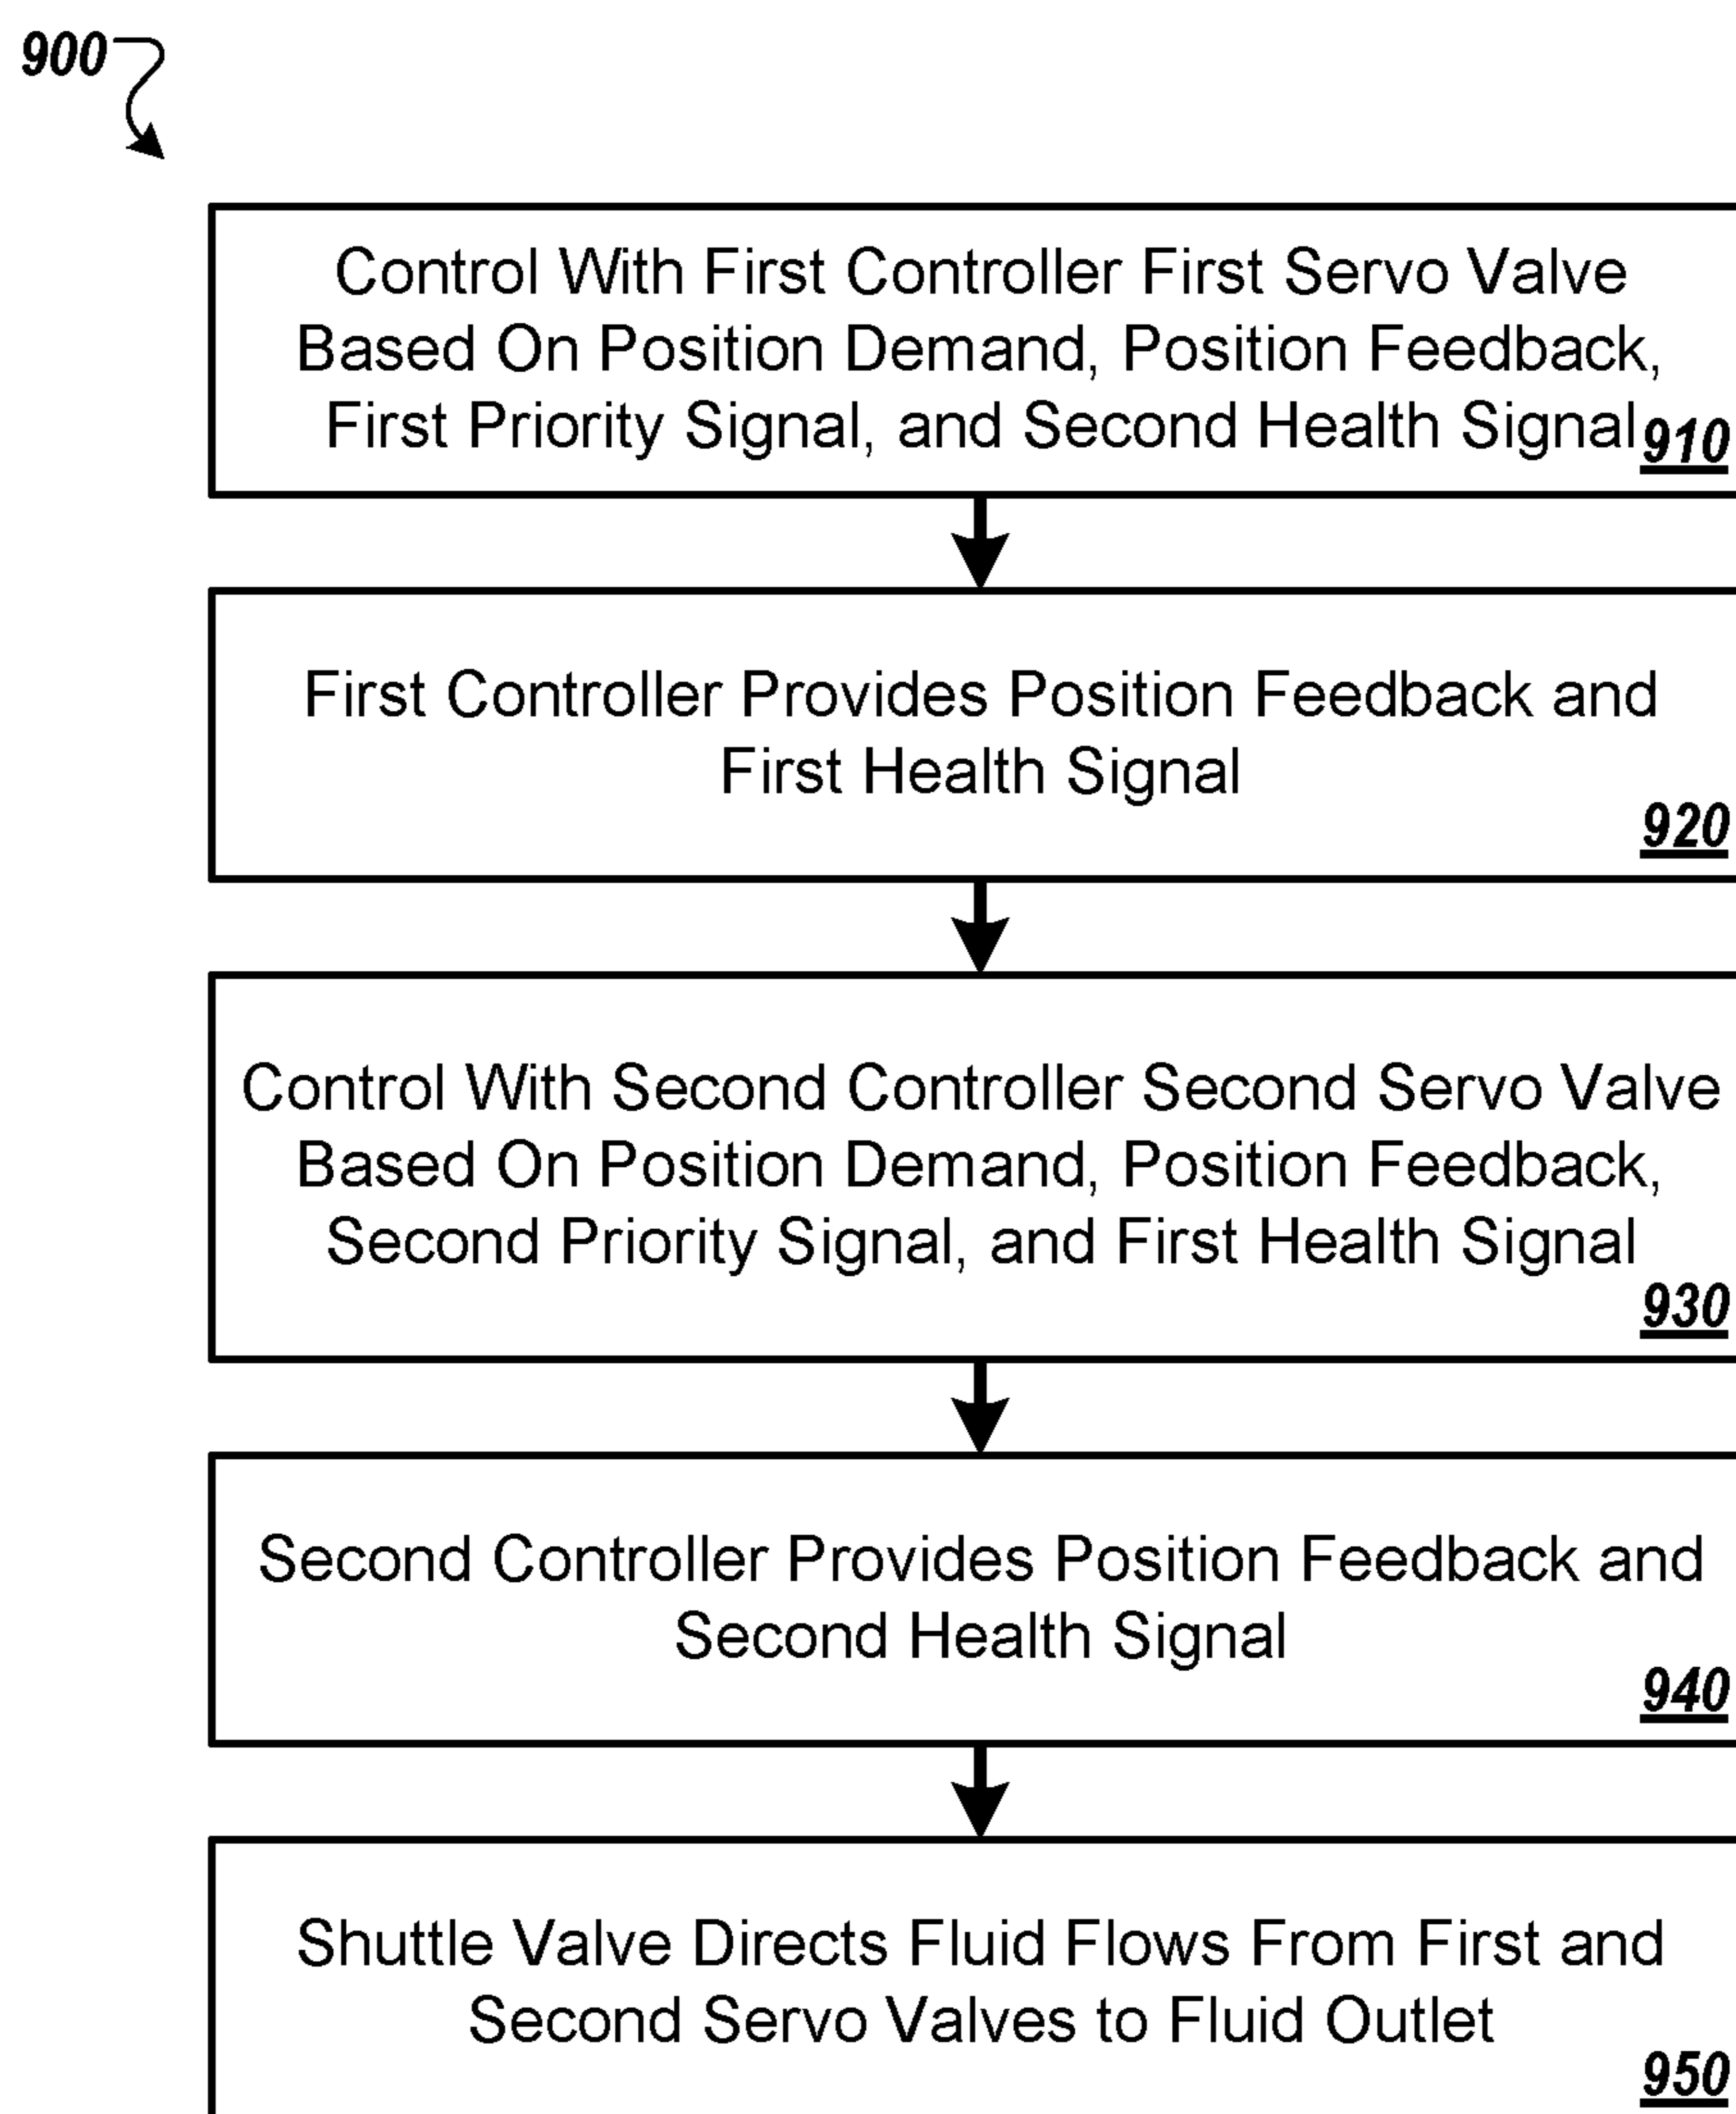 900
Control With First Controller First Servo Valve
Based On Position Demand, Position Feedback,
First Priority Signal, and Second Health Signal
910
First Controller Provides Position Feedback and
First Health Signal
920
Control With Second Controller Second Servo Valve
Based On Position Demand, Position Feedback,
Second Priority Signal, and First Health Signal
930
Second Controller Provides Position Feedback and
Second Health Signal
940
Shuttle Valve Directs Fluid Flows From First and
Second Servo Valves to Fluid Outlet
950